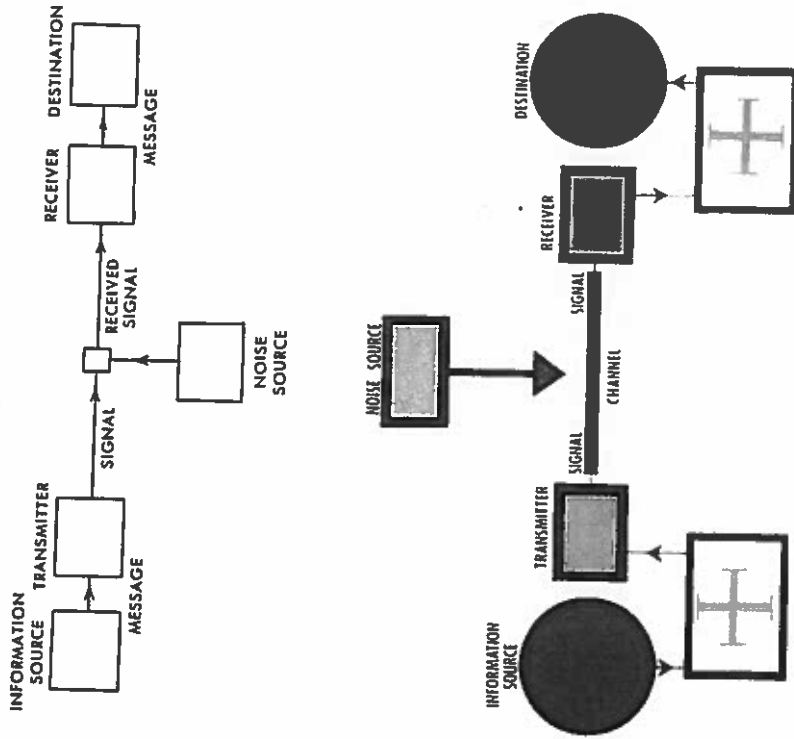 INFORMATION
SOURCE
TRANSMITTER
RECEIVER
DESTINATION
MESSAGE
SIGNAL
RECEIVED
SIGNAL
MESSAGE
NOISE
SOURCE
NOISE SOURCE
INFORMATION
SOURCE
TRANSMITTER
SIGNAL
CHANNEL
SIGNAL
RECEIVER
DESTINATION